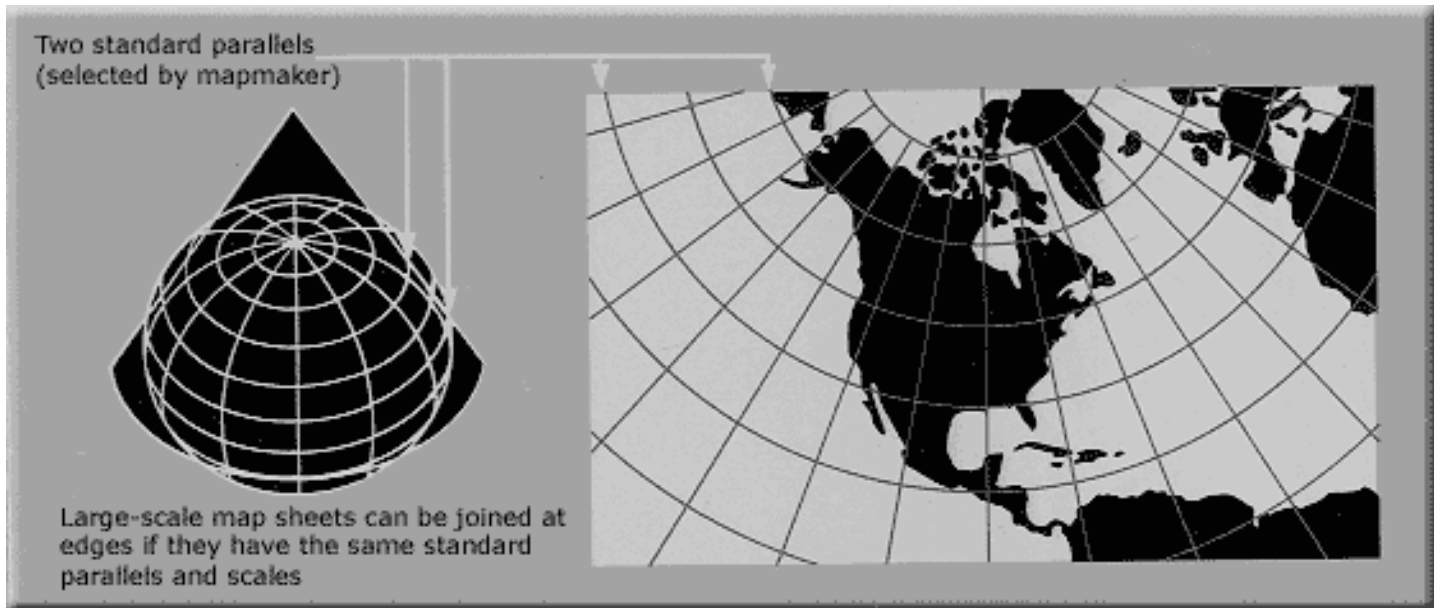 Two standard parallels
(selected by mapmaker)
Large-scale map sheets can be joined at
edges if they have the same standard
parallels and scales